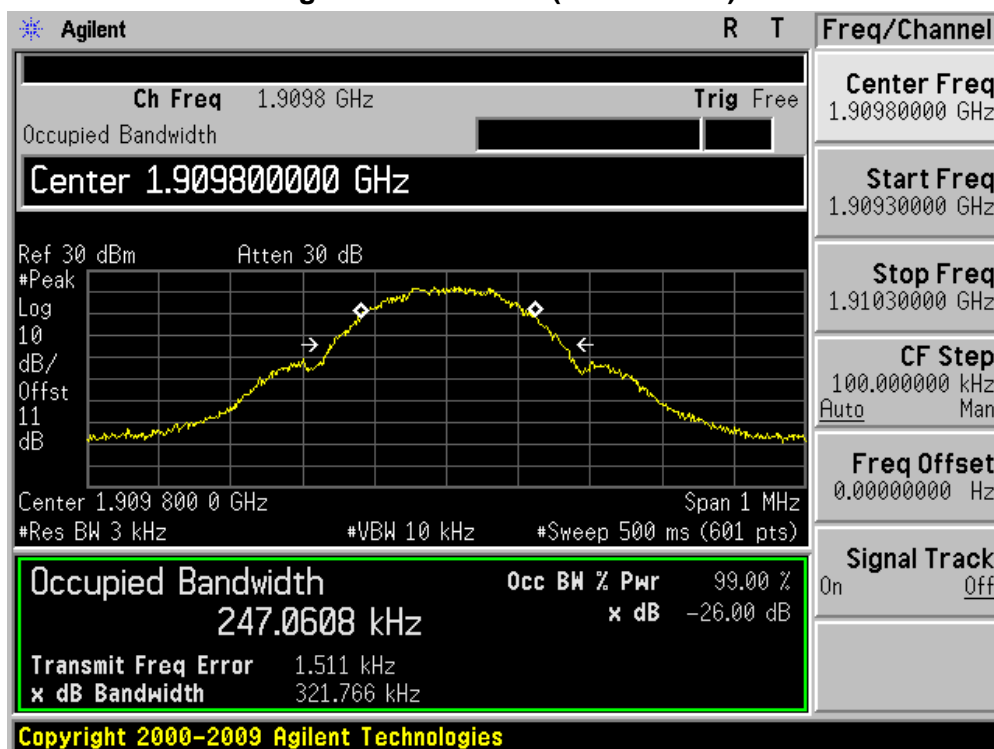 Agilent R T
Freq/Channel
Ch Freq 1.9098 GHz Trig Free
Occupied Bandwidth
Center 1.909800000 GHz
Ref 30 dBm Atten 30 dB
#Peak
Log
10
dB/
Offst
11
dB
Center 1.909 800 0 GHz Span 1 MHz
#Res BW 3 kHz #VBW 10 kHz #Sweep 500 ms (601 pts)
Occupied Bandwidth Occ BW % Pwr 99.00 %
247.0608 kHz x dB -26.00 dB
Transmit Freq Error 1.511 kHz
x dB Bandwidth 321.766 kHz
Center Freq
1.90980000 GHz
Start Freq
1.90930000 GHz
Stop Freq
1.91030000 GHz
CF Step
100.000000 kHz
Auto Man
Freq Offset
0.00000000 Hz
Signal Track
On Off
Copyright 2000-2009 Agilent Technologies